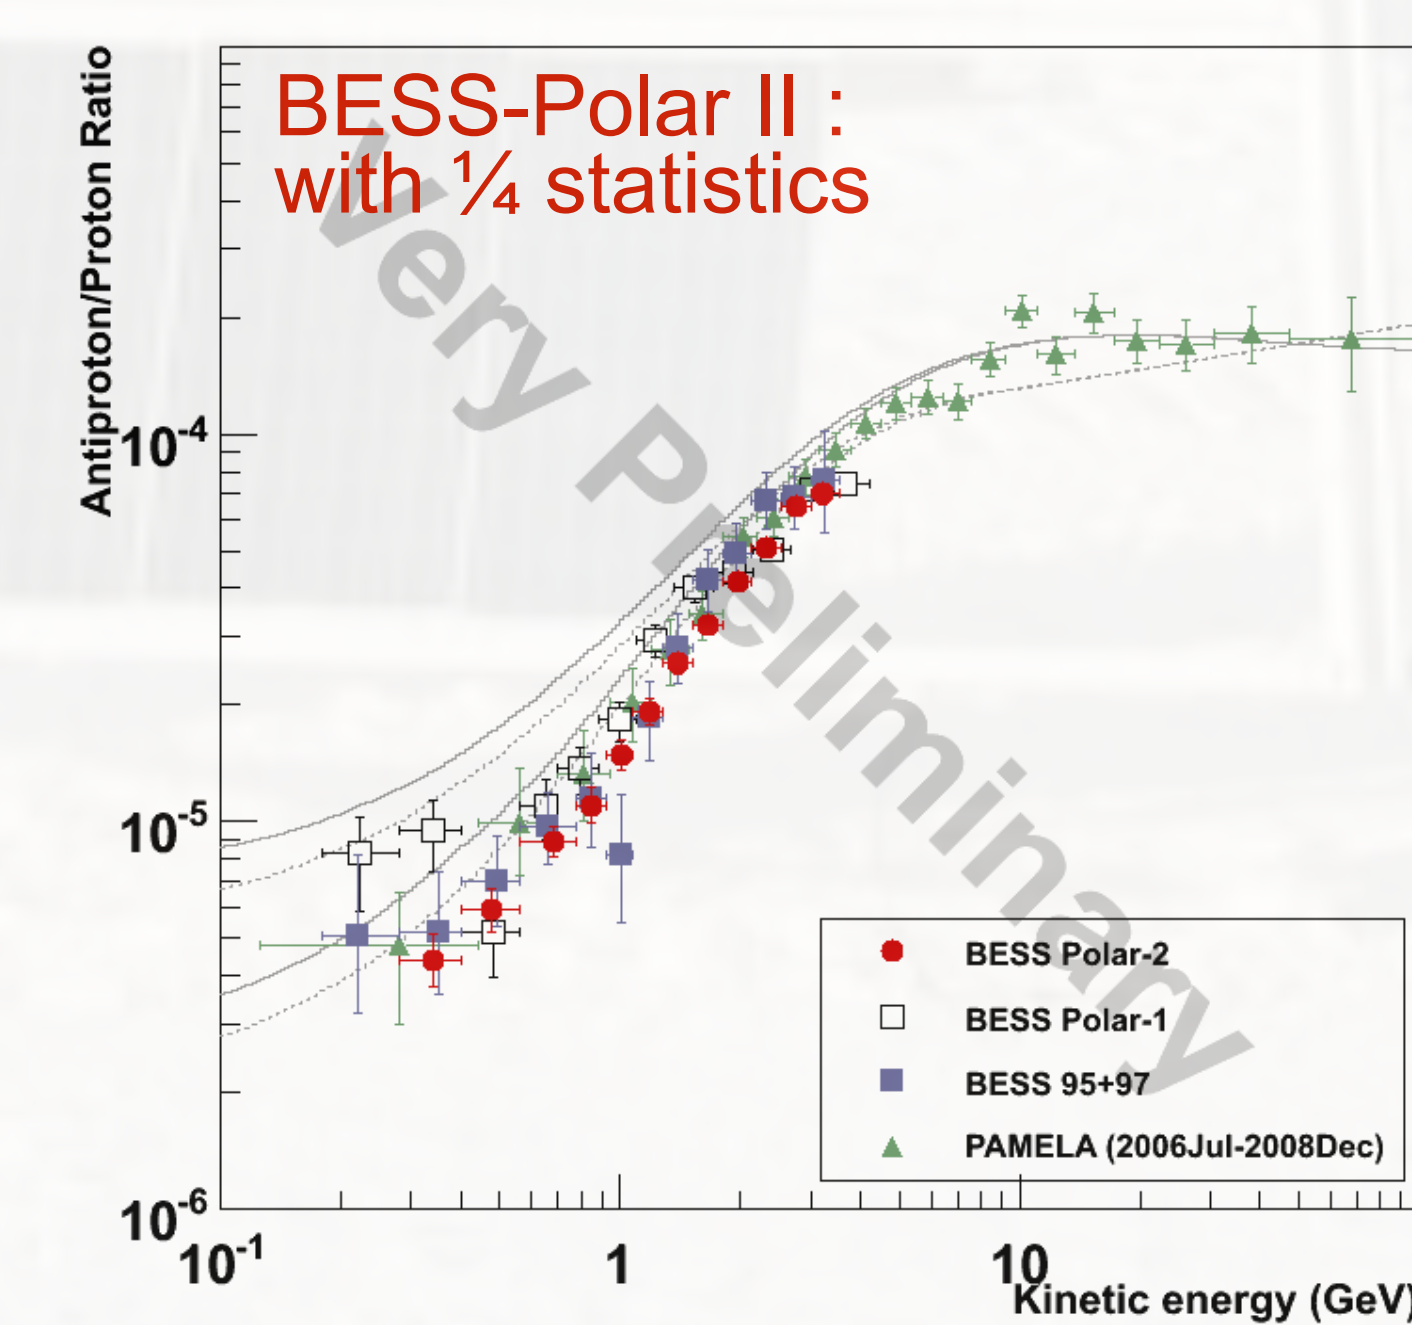 BESS-Polar II :
with ¼ statistics
Very Preliminary
Antiproton/Proton Ratio
10-4
10-5
10-6
10-1
1
10
Kinetic energy (GeV)
BESS Polar-2
BESS Polar-1
BESS 95+97
PAMELA (2006Jul-2008Dec)